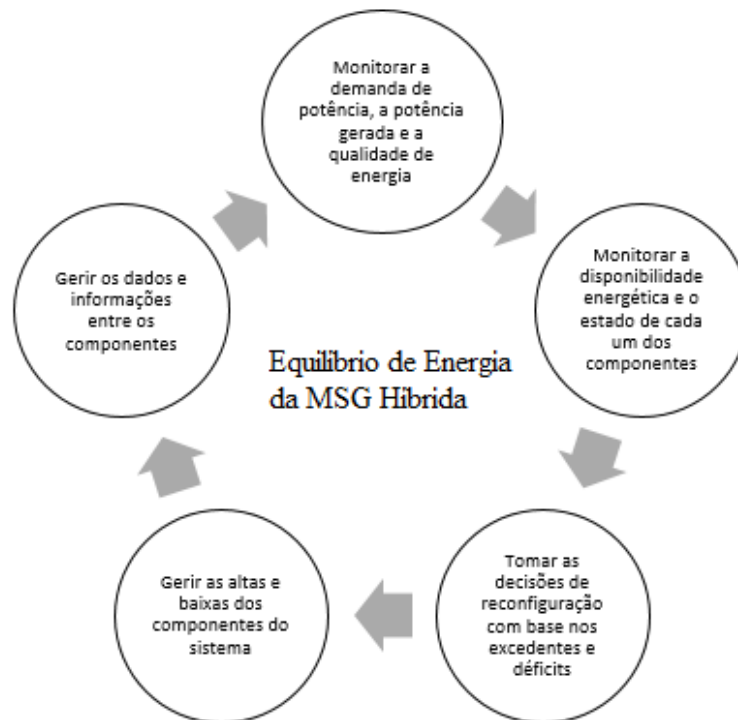 Monitorar a
demanda de
potência, a potência
gerada e a
qualidade de
energia
Monitorar a
disponibilidade
energética e o
estado de cada
um dos
componentes
Tomar as
decisões de
reconfiguração
com base nos
excedentes e
déficits
Gerir as altas e
baixas dos
componentes do
sistema
Gerir os dados e
informações
entre os
componentes
Equilibrio de Energia
da MSG Hibrida